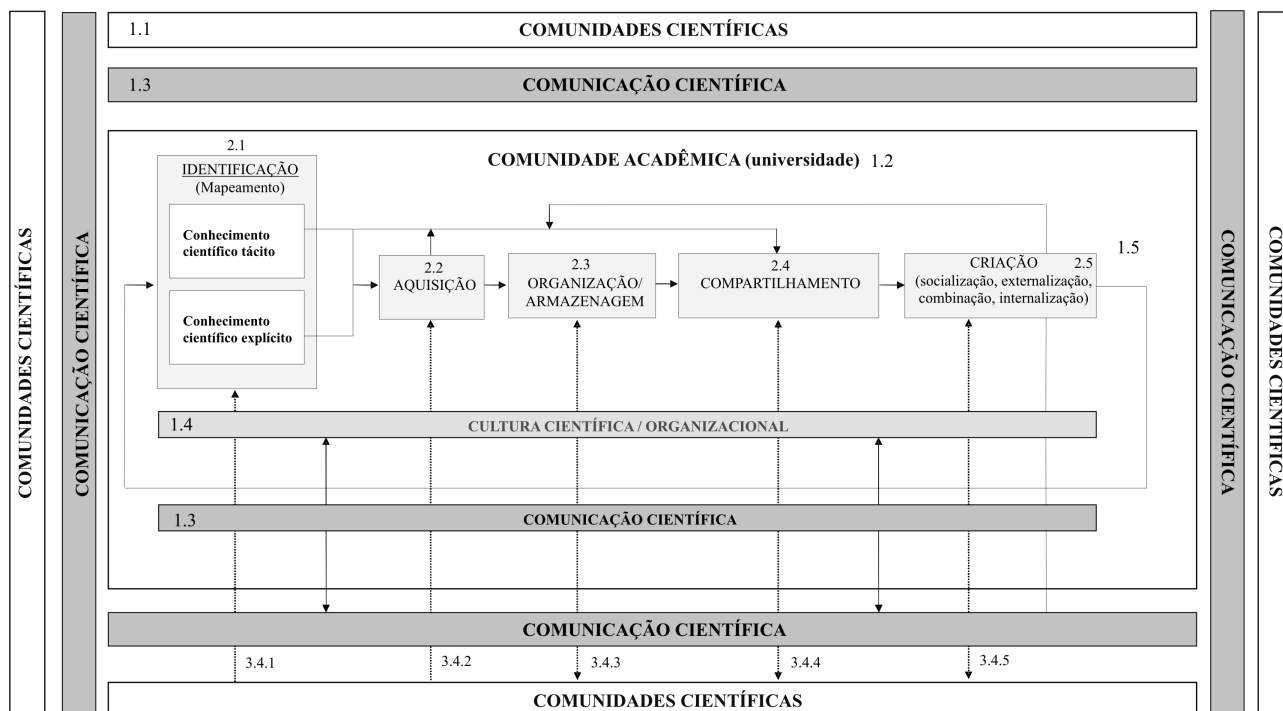 COMUNIDADES CIENTÍFICAS
COMUNICAÇÃO CIENTÍFICA
1.1 COMUNIDADES CIENTÍFICAS
1.3 COMUNICAÇÃO CIENTÍFICA
COMUNIDADE ACADÊMICA (universidade) 1.2
2.1
IDENTIFICAÇÃO
(Mapeamento)
Conhecimento
científico tácito
Conhecimento
científico explícito
2.2
AQUISIÇÃO
2.3
ORGANIZAÇÃO/
ARMAZENAGEM
2.4
COMPARTILHAMENTO
CRIAÇÃO 2.5
(socialização, externalização,
combinação, internalização)
1.5
1.4 CULTURA CIENTÍFICA / ORGANIZACIONAL
1.3 COMUNICAÇÃO CIENTÍFICA
COMUNICAÇÃO CIENTÍFICA
3.4.1 3.4.2 3.4.3 3.4.4 3.4.5
COMUNIDADES CIENTÍFICAS
COMUNICAÇÃO CIENTÍFICA
COMUNIDADES CIENTÍFICAS